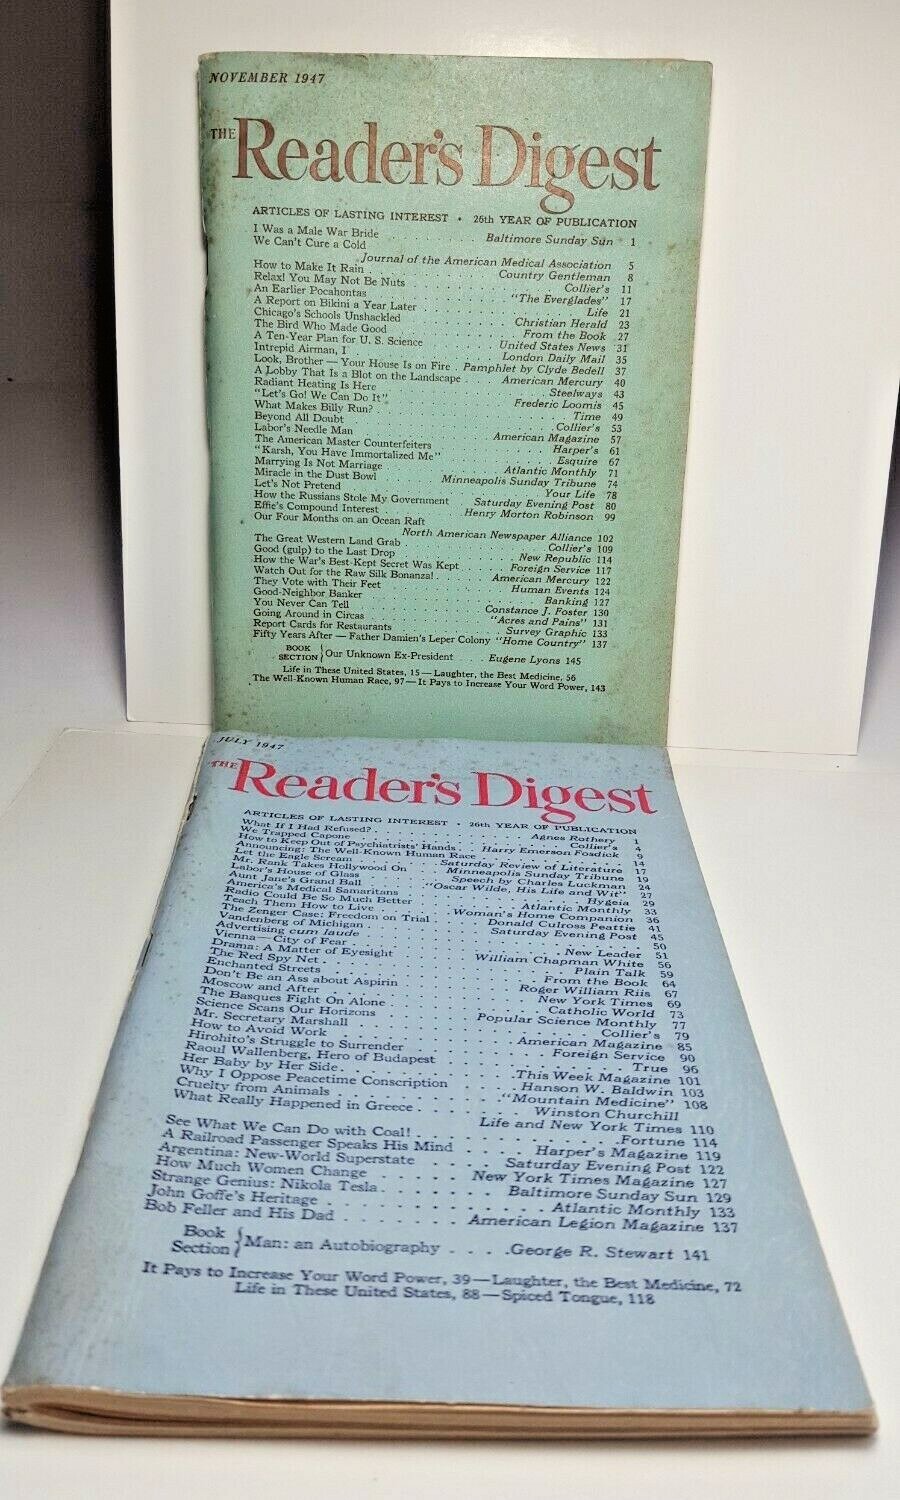 NOVEMBER 1947
THE Reader's Digest
ARTICLES OF LASTING INTEREST • 26th YEAR OF PUBLICATION
I Was a Male War Bride . . . . . . . . Baltimore Sunday Sun 1
We Can't Cure a Cold
Journal of the American Medical Association 5
How to Make It Rain . . . . . . . . Country Gentleman 8
Relax! You May Not Be Nuts . . . . . . . . Collier's 11
An Earlier Pocahontas . . . . . . . . "The Everglades" 17
A Report on Bikini a Year Later . . . . . . . . Life 21
Chicago's Schools Unshackled . . . . . . . . Christian Herald 23
The Bird Who Made Good . . . . . . . . From the Book 27
A Ten-Year Plan for U. S. Science . . . . . . . . United States News 31
Intrepid Airman, I . . . . . . . . London Daily Mail 35
Look, Brother — Your House Is on Fire . Pamphlet by Clyde Bedell 37
A Lobby That Is a Blot on the Landscape . . . American Mercury 40
Radiant Heating Is Here . . . . . . . . Steelways 43
"Let's Go! We Can Do It" . . . . . . . . Frederic Loomis 45
What Makes Billy Run? . . . . . . . . Time 49
Beyond All Doubt . . . . . . . . Collier's 53
Labor's Needle Man . . . . . . . . American Magazine 57
The American Master Counterfeiters . . . . . . . . Harper's 61
"Karsh, You Have Immortalized Me" . . . . . . . . Esquire 67
Marrying Is Not Marriage . . . . . . . . Atlantic Monthly 71
Miracle in the Dust Bowl . . . . . . Minneapolis Sunday Tribune 74
Let's Not Pretend . . . . . . . . Your Life 78
How the Russians Stole My Government . . . Saturday Evening Post 80
Effie's Compound Interest . . . . . . Henry Morton Robinson 99
Our Four Months on an Ocean Raft
North American Newspaper Alliance 102
The Great Western Land Grab . . . . . . . . Collier's 109
Good (gulp) to the Last Drop . . . . . . . . New Republic 114
How the War's Best-Kept Secret Was Kept . . . . . Foreign Service 117
Watch Out for the Raw Silk Bonanza! . . . . . American Mercury 122
They Vote with Their Feet . . . . . . . . Human Events 124
Good-Neighbor Banker . . . . . . . . Banking 127
You Never Can Tell . . . . . . . . Constance J. Foster 130
Going Around in Circas . . . . . . . . "Acres and Pains" 131
Report Cards for Restaurants . . . . . . . . Survey Graphic 133
Fifty Years After — Father Damien's Leper Colony "Home Country" 137
BOOK SECTION { Our Unknown Ex-President . . . . Eugene Lyons 145
Life in These United States, 15 — Laughter, the Best Medicine, 56
The Well-Known Human Race, 97 — It Pays to Increase Your Word Power, 143
JULY 1947
THE Reader's Digest
ARTICLES OF LASTING INTEREST • 26th YEAR OF PUBLICATION
What If I Had Refused? . . . . . . . . Agnes Rothery 1
We Trapped Capone . . . . . . . . Collier's 4
How to Keep Out of Psychiatrists' Hands . . . Harry Emerson Fosdick 9
Announcing: The Well-Known Human Race . . . . . . . . 14
Let the Eagle Scream . . . . . . Saturday Review of Literature 17
Mr. Rank Takes Hollywood On . . . . Minneapolis Sunday Tribune 19
Labor's House of Glass . . . . . . Speech by Charles Luckman 24
Aunt Jane's Grand Ball . . . . . . "Oscar Wilde, His Life and Wit" 27
America's Medical Samaritans . . . . . . . . Hygeia 29
Radio Could Be So Much Better . . . . . . . . Atlantic Monthly 33
Teach Them How to Live . . . . . . Woman's Home Companion 36
The Zenger Case: Freedom on Trial . . . . Donald Culross Peattie 41
Vandenberg of Michigan . . . . . . Saturday Evening Post 45
Advertising cum laude . . . . . . . . 50
Vienna—City of Fear . . . . . . . . New Leader 51
Drama: A Matter of Eyesight . . . . . . William Chapman White 56
The Red Spy Net . . . . . . . . Plain Talk 59
Enchanted Streets . . . . . . . . From the Book 64
Don't Be an Ass about Aspirin . . . . . . Roger William Riis 67
Moscow and After . . . . . . . . New York Times 69
The Basques Fight On Alone . . . . . . . . Catholic World 73
Science Scans Our Horizons . . . . . . Popular Science Monthly 77
Mr. Secretary Marshall . . . . . . . . Collier's 79
How to Avoid Work . . . . . . . . American Magazine 85
Hirohito's Struggle to Surrender . . . . . . . . Foreign Service 90
Raoul Wallenberg, Hero of Budapest . . . . . . . . True 96
Her Baby by Her Side . . . . . . . . This Week Magazine 101
Why I Oppose Peacetime Conscription . . . . . Hanson W. Baldwin 103
Cruelty from Animals . . . . . . . . "Mountain Medicine" 108
What Really Happened in Greece . . . . . . . . Winston Churchill
Life and New York Times 110
See What We Can Do with Coal! . . . . . . . . Fortune 114
A Railroad Passenger Speaks His Mind . . . . . Harper's Magazine 119
Argentina: New-World Superstate . . . . . Saturday Evening Post 122
How Much Women Change . . . . . New York Times Magazine 127
Strange Genius: Nikola Tesla . . . . . . Baltimore Sunday Sun 129
John Goffe's Heritage . . . . . . . . Atlantic Monthly 133
Bob Feller and His Dad . . . . . . American Legion Magazine 137
Book Section { Man: an Autobiography . . . . George R. Stewart 141
It Pays to Increase Your Word Power, 39—Laughter, the Best Medicine, 72
Life in These United States, 88—Spiced Tongue, 118